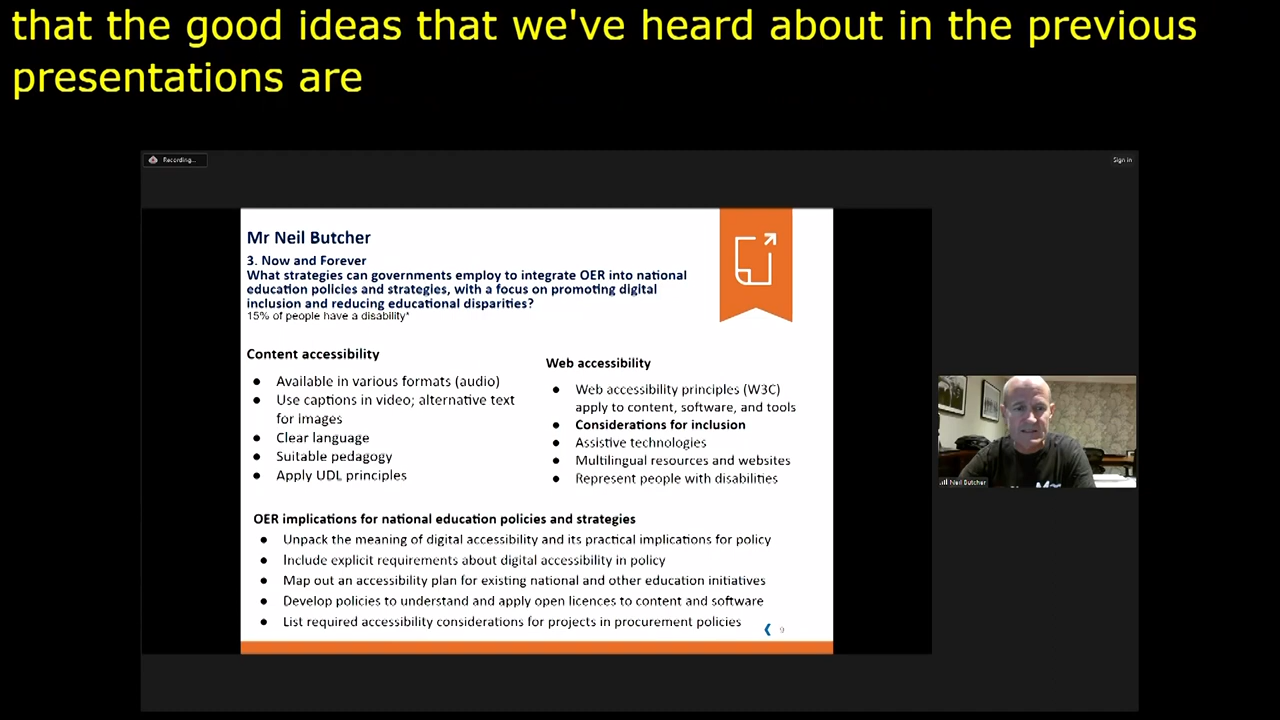 that the good ideas that we've heard about in the previous
presentations are
Recording...
Sign in
Mr Neil Butcher
3. Now and Forever
What strategies can governments employ to integrate OER into national
education policies and strategies, with a focus on promoting digital
inclusion and reducing educational disparities?
15% of people have a disability*
Content accessibility
● Available in various formats (audio)
● Use captions in video; alternative text
for images
● Clear language
● Suitable pedagogy
● Apply UDL principles
Web accessibility
● Web accessibility principles (W3C)
apply to content, software, and tools
● Considerations for inclusion
● Assistive technologies
● Multilingual resources and websites
● Represent people with disabilities
OER implications for national education policies and strategies
● Unpack the meaning of digital accessibility and its practical implications for policy
● Include explicit requirements about digital accessibility in policy
● Map out an accessibility plan for existing national and other education initiatives
● Develop policies to understand and apply open licences to content and software
● List required accessibility considerations for projects in procurement policies
9
Neil Butcher